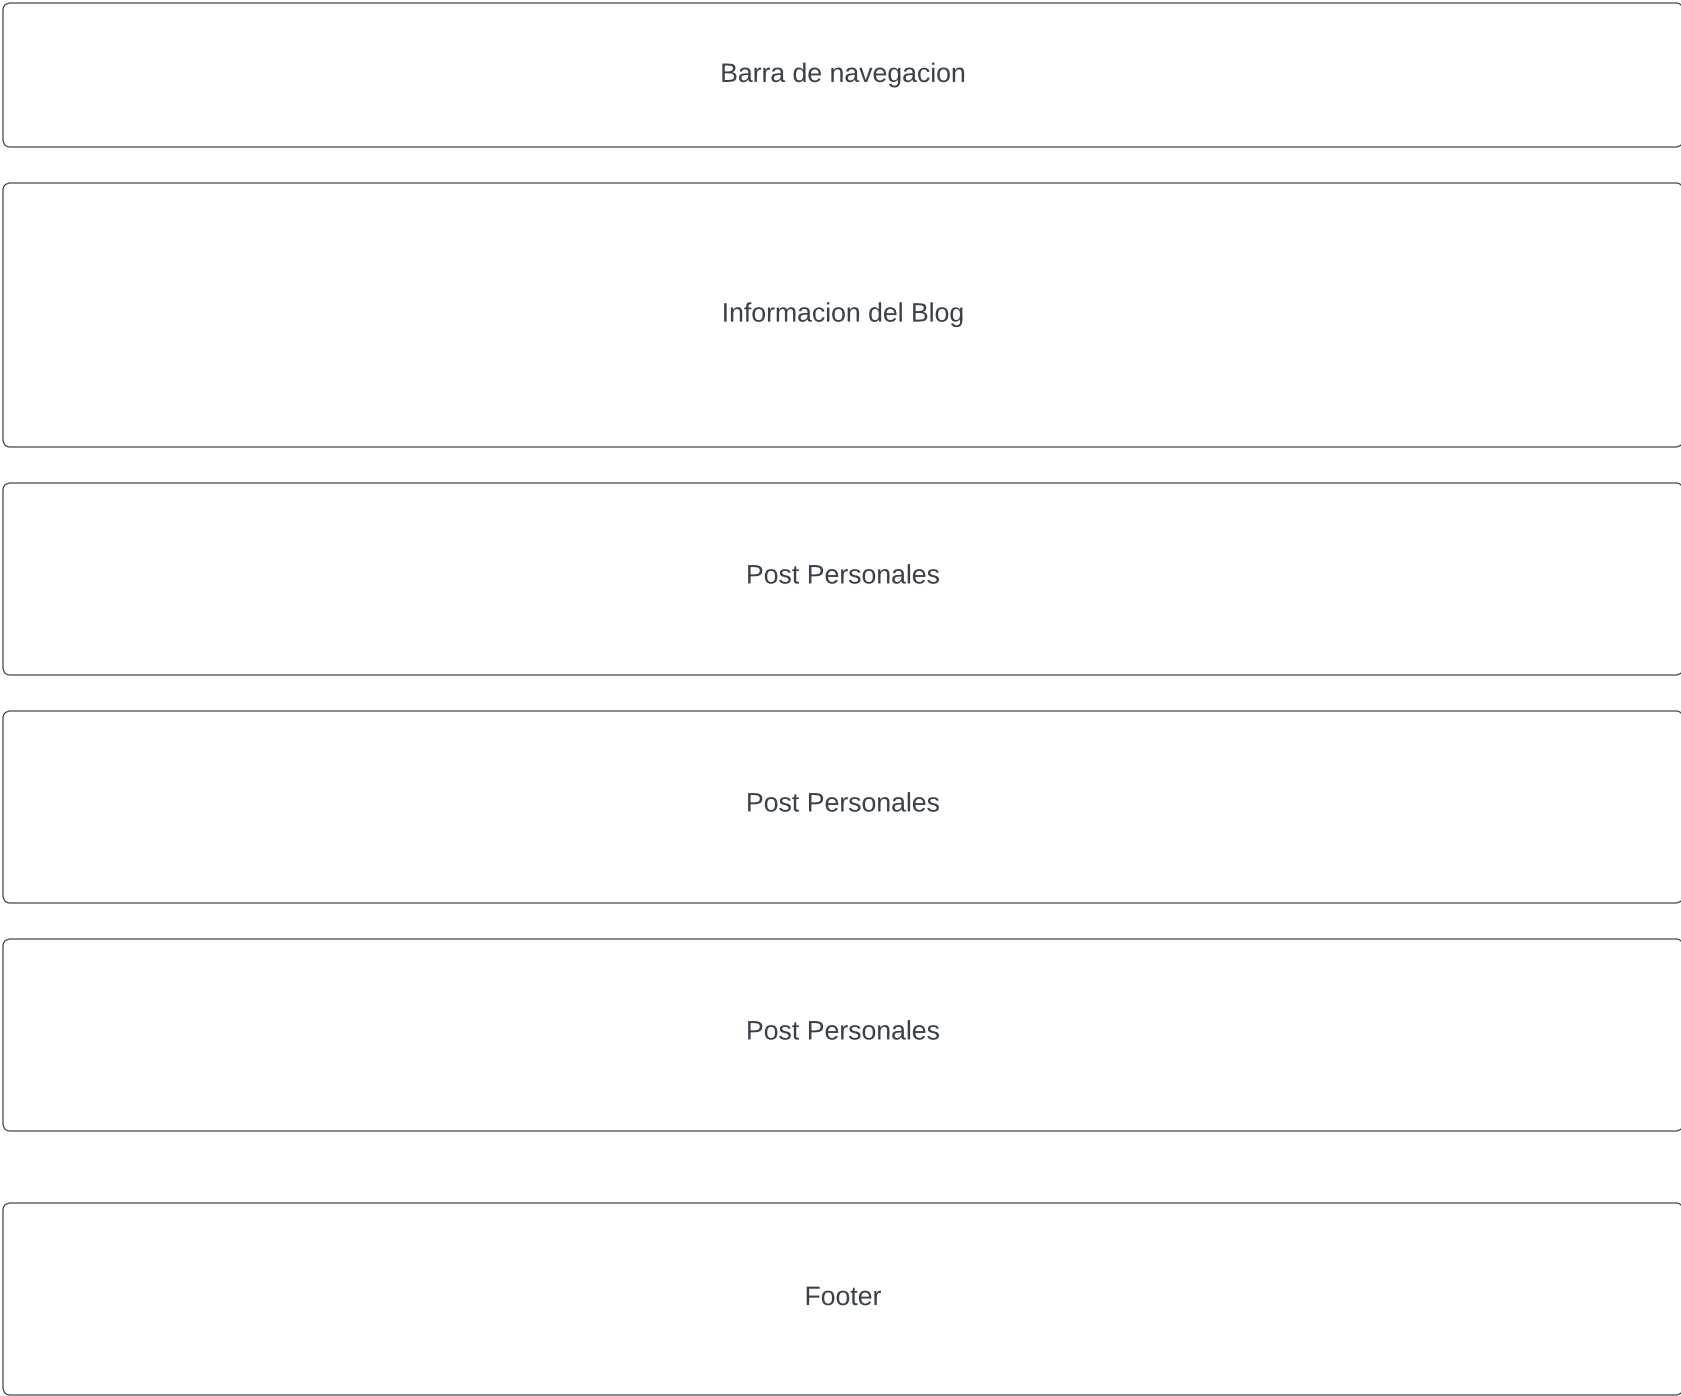 Barra de navegacion
Informacion del Blog
Post Personales
Post Personales
Post Personales
Footer